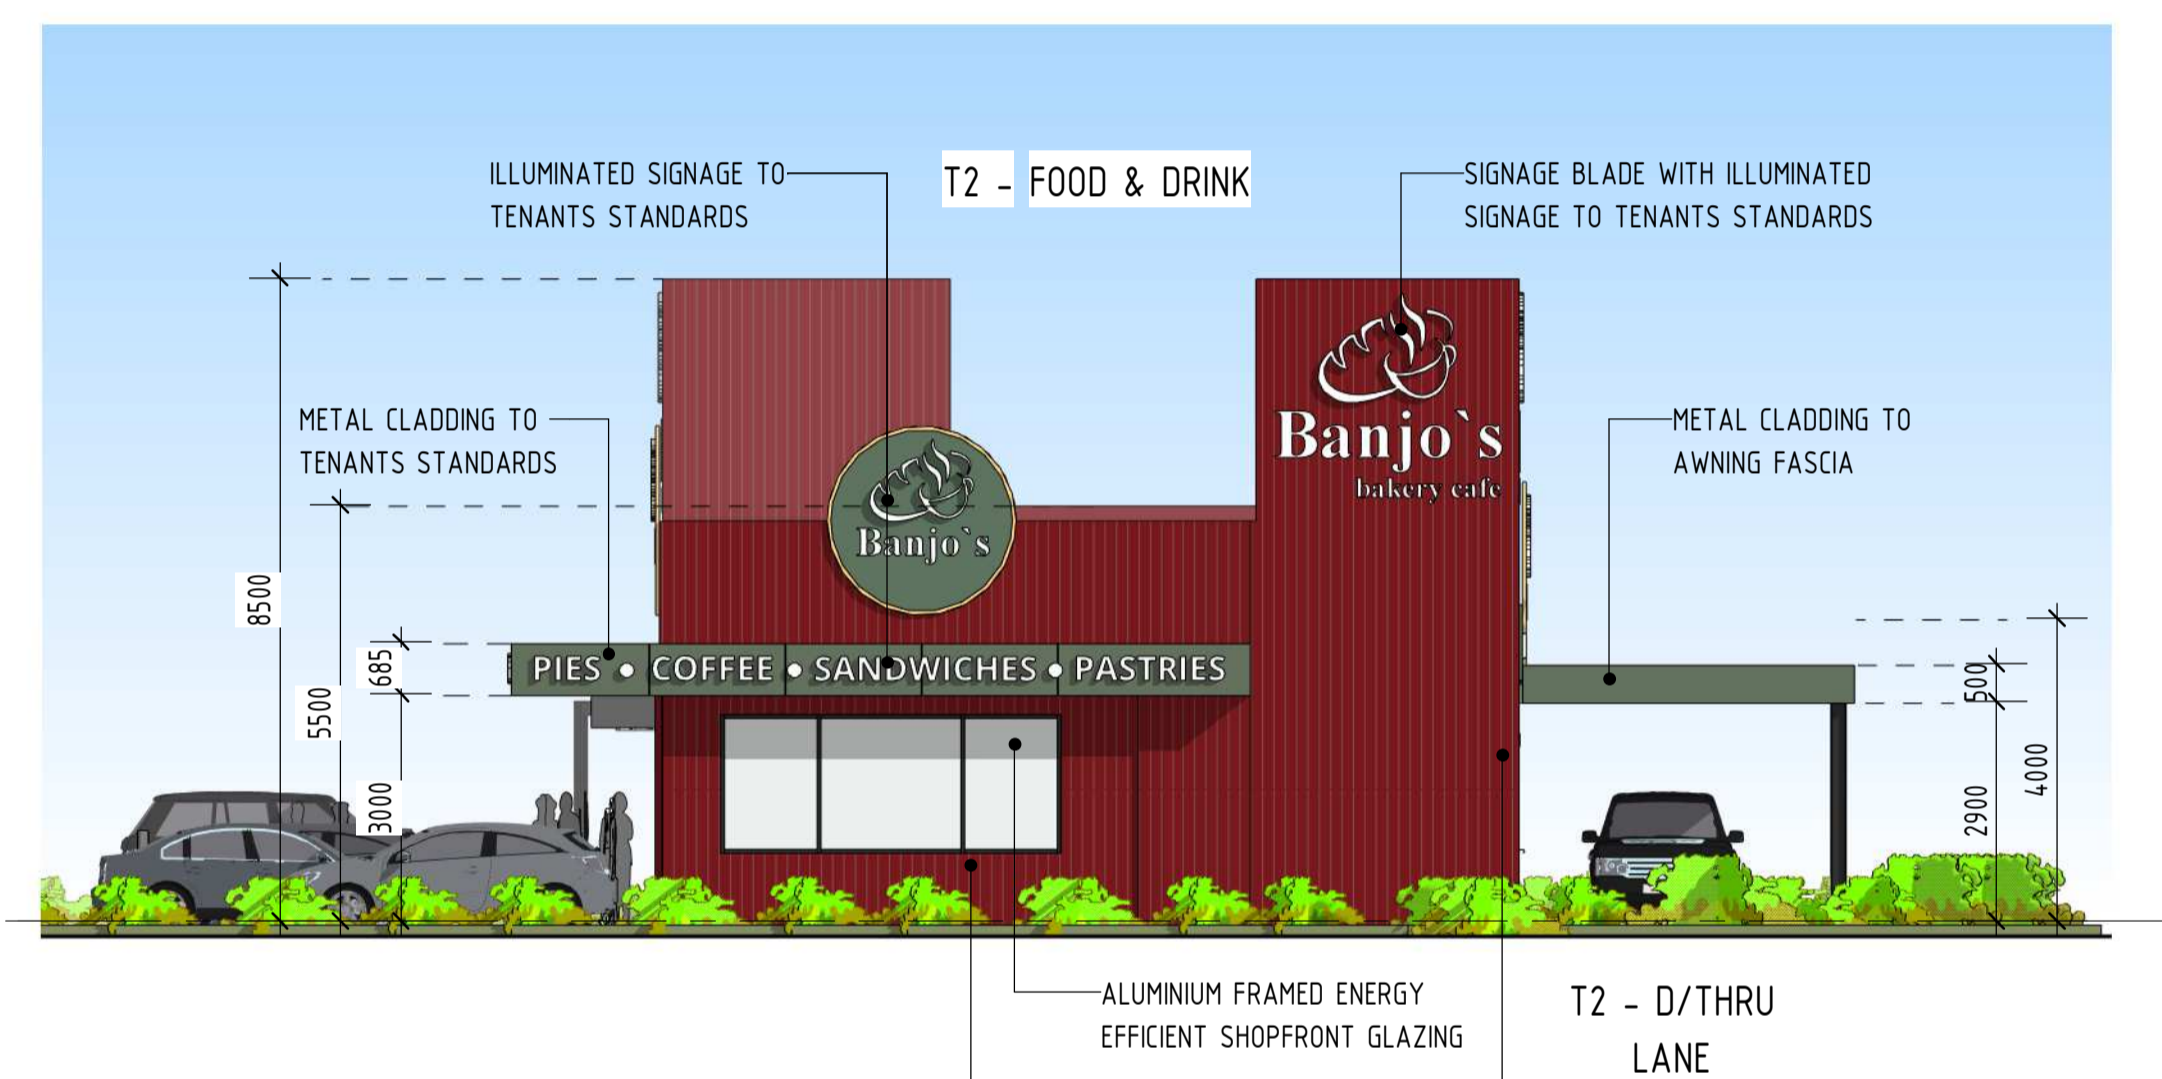 ILLUMINATED SIGNAGE TO
TENANTS STANDARDS
T2 - FOOD & DRINK
SIGNAGE BLADE WITH ILLUMINATED
SIGNAGE TO TENANTS STANDARDS
METAL CLADDING TO
TENANTS STANDARDS
Banjo`s
bakery cafe
METAL CLADDING TO
AWNING FASCIA
Banjo`s
8500
5500
685
3000
PIES • COFFEE • SANDWICHES • PASTRIES
500
2900
4000
ALUMINIUM FRAMED ENERGY
EFFICIENT SHOPFRONT GLAZING
T2 - D/THRU
LANE